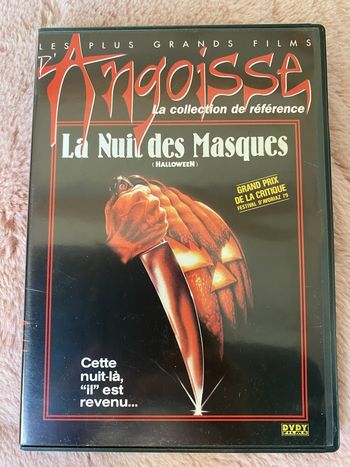 LES PLUS GRANDS FILMS
D'Angoisse
La collection de référence
La Nuit des Masques
(HALLOWEEN)
GRAND PRIX
DE LA CRITIQUE
FESTIVAL D'AVORIAZ 79
Cette
nuit-là,
"il" est
revenu...
DVDY
FILMS